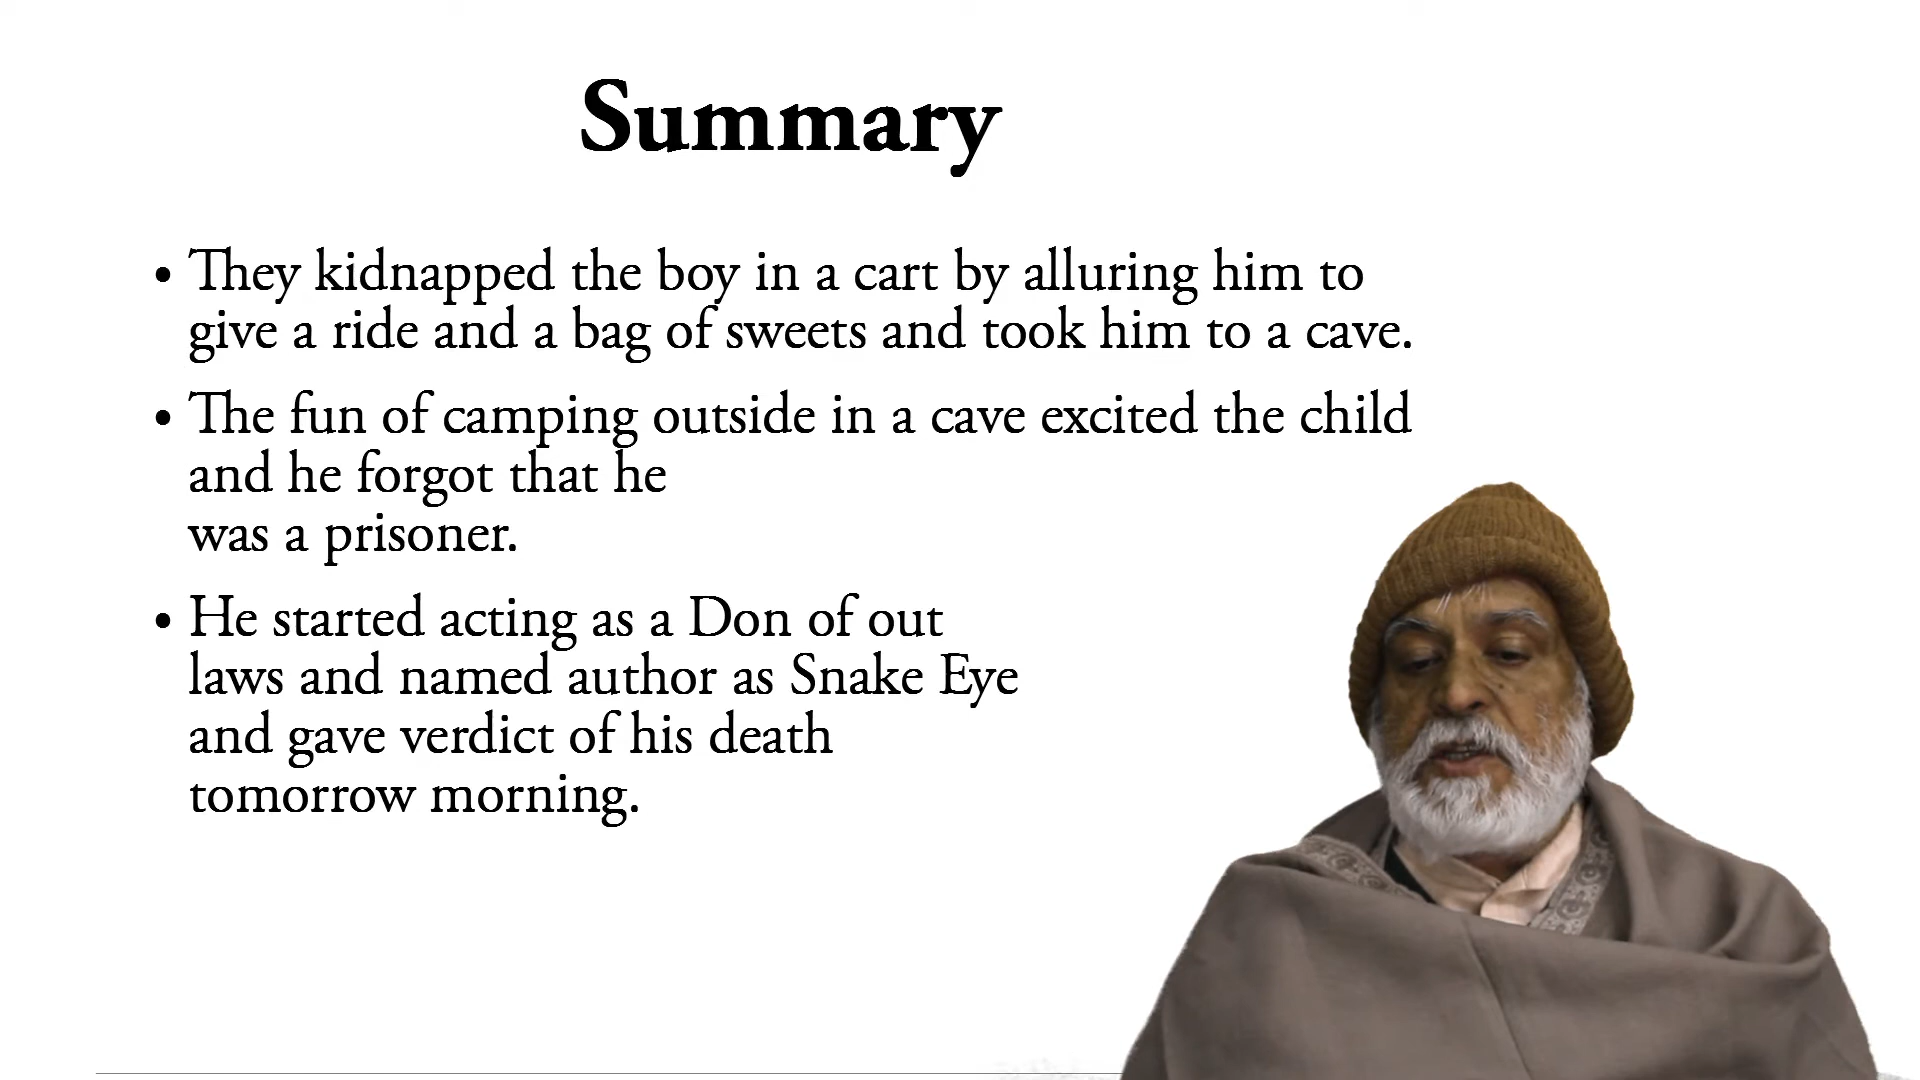 Summary
• They kidnapped the boy in a cart by alluring him to
give a ride and a bag of sweets and took him to a cave.
• The fun of camping outside in a cave excited the child
and he forgot that he
was a prisoner.
• He started acting as a Don of out
laws and named author as Snake Eye
and gave verdict of his death
tomorrow morning.